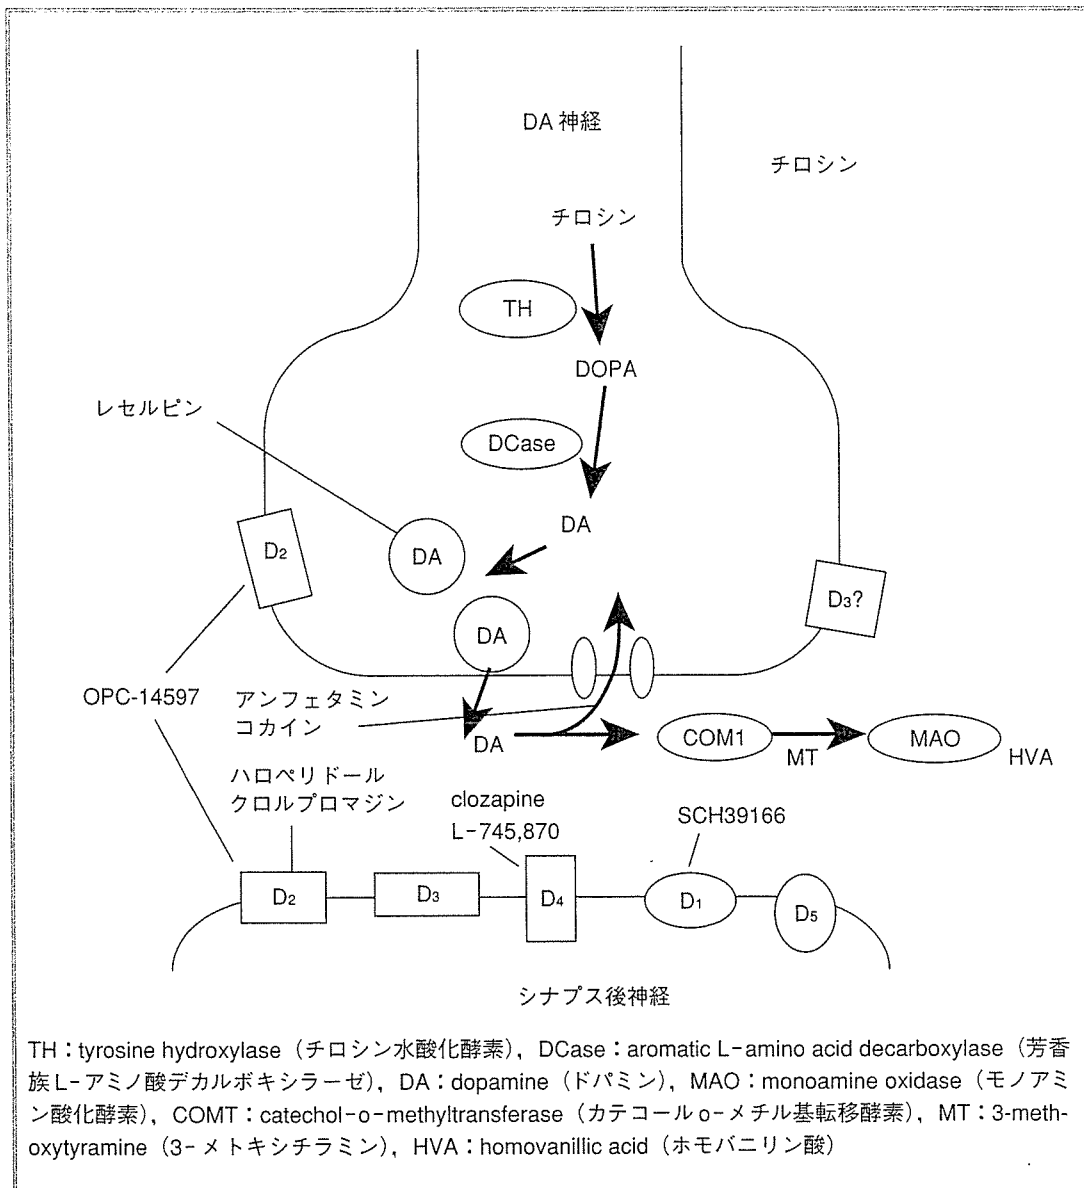 DA 神経
チロシン
チロシン
TH
DOPA
レセルピン
DCase
DA
D₂
DA
D₃?
DA
OPC-14597
アンフェタミン
コカイン
DA
COM1
MT
MAO
HVA
ハロペリドール
クロルプロマジン
clozapine
L-745,870
SCH39166
D₂
D₃
D₄
D₁
D₅
シナプス後神経
TH：tyrosine hydroxylase（チロシン水酸化酵素），DCase：aromatic L-amino acid decarboxylase（芳香
族L-アミノ酸デカルボキシラーゼ），DA：dopamine（ドパミン），MAO：monoamine oxidase（モノアミ
ン酸化酵素），COMT：catechol-o-methyltransferase（カテコールo-メチル基転移酵素），MT：3-meth-
oxytyramine（3-メトキシチラミン），HVA：homovanillic acid（ホモバニリン酸）